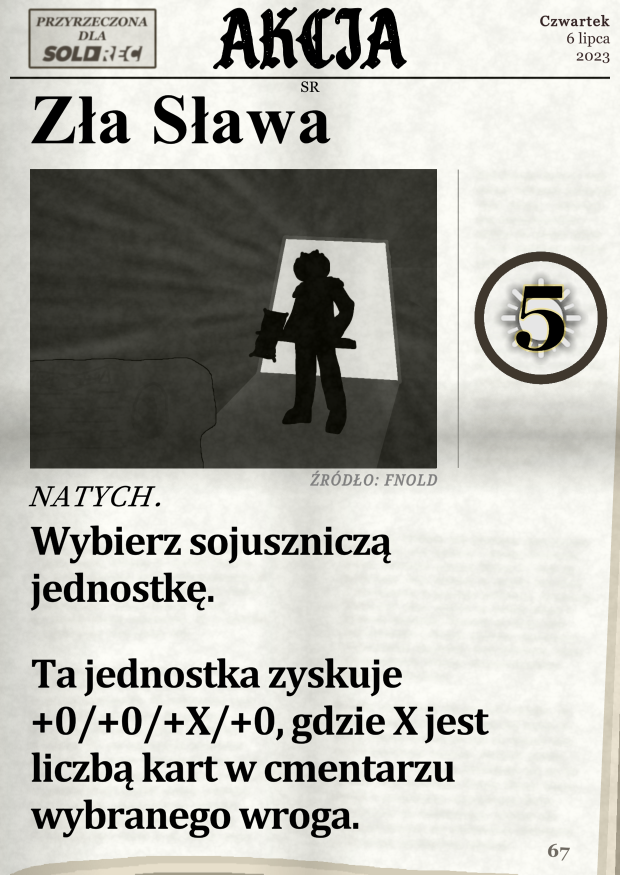 PRZYRZECZONA
DLA
SOLDREC
AKCJA
Czwartek
6 lipca
2023
SR
Zła Sława
5
ŹRÓDŁO: FNOLD
NATYCH.
Wybierz sojuszniczą
jednostkę.
Ta jednostka zyskuje
+0/+0/+X/+0, gdzie X jest
liczbą kart w cmentarzu
wybranego wroga.
67